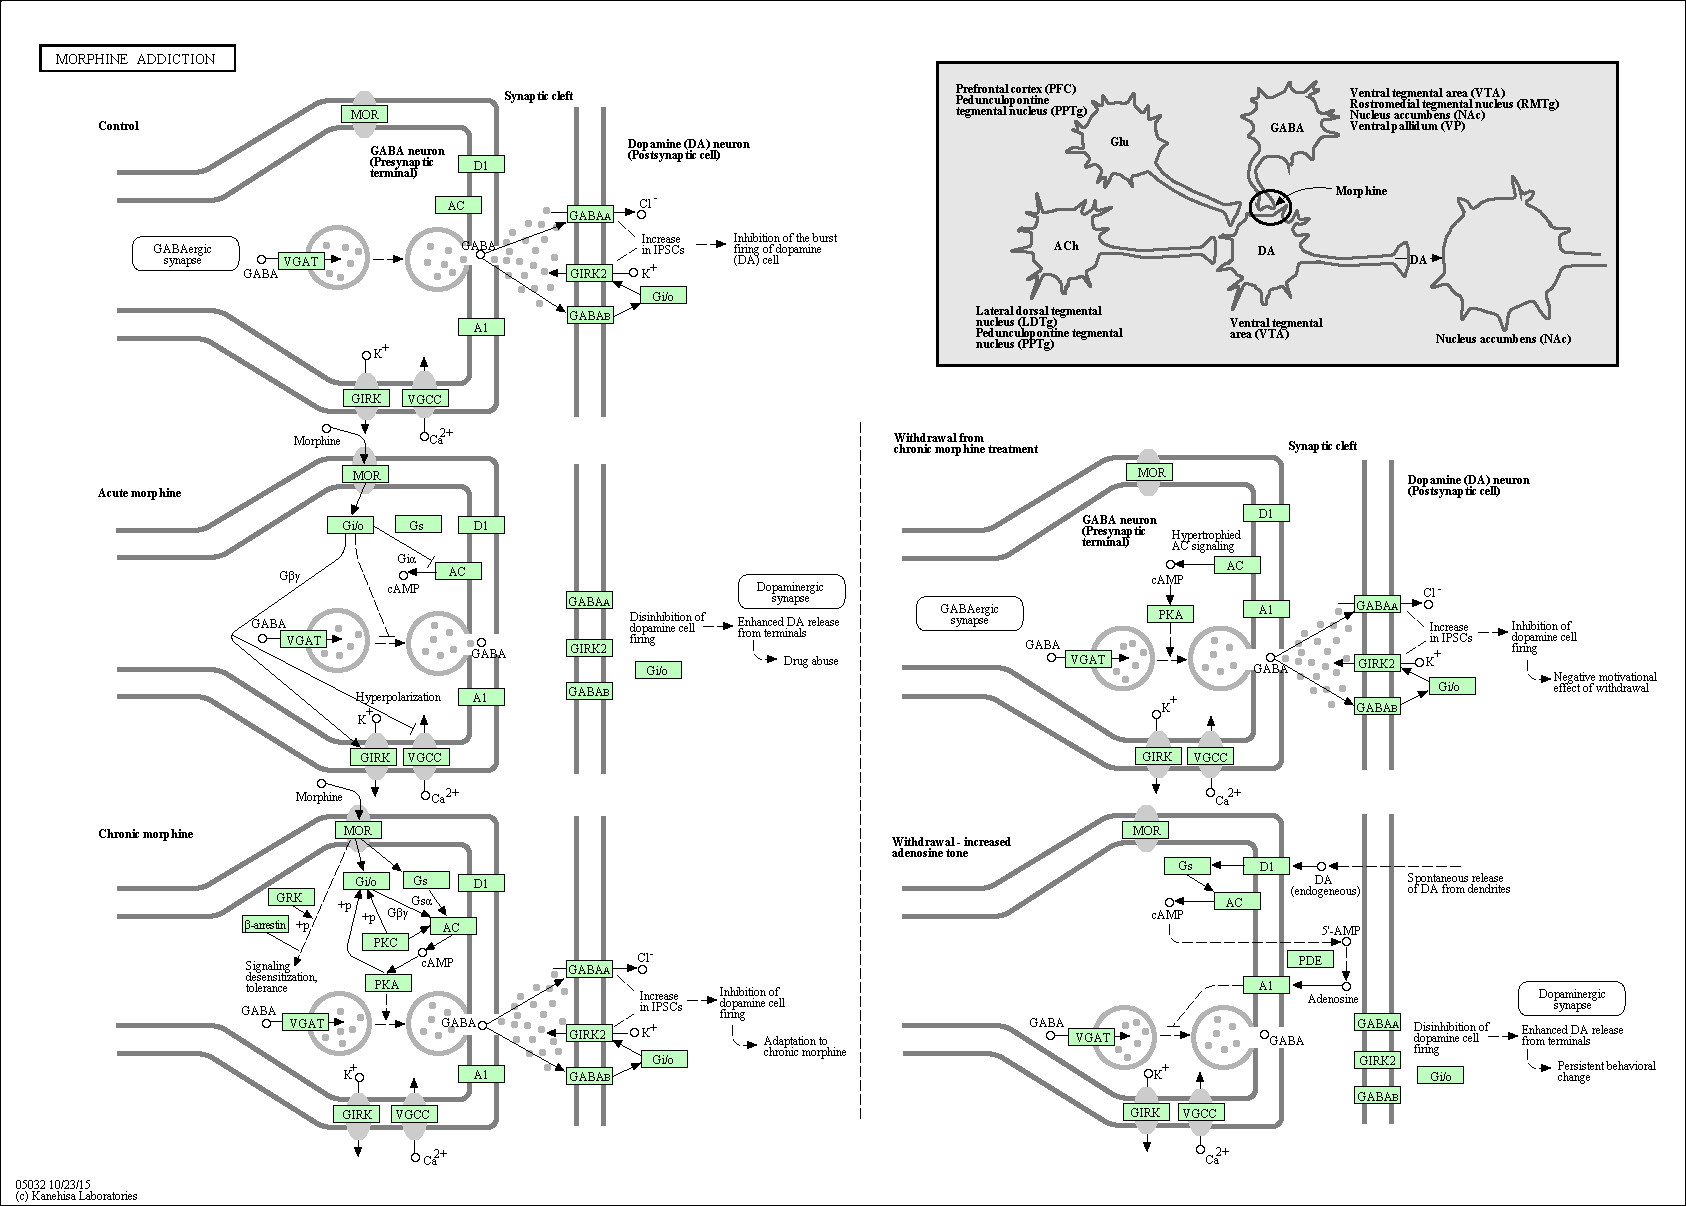 MORPHINE ADDICTION
Control
MOR
GABA neuron
(Presynaptic
terminal)
Synaptic cleft
Dopamine (DA) neuron
(Postsynaptic cell)
D1
AC
GABAergic
synapse
GABA
VGAT
GABA
GABAA
Cl-
Increase
in IPSCs
Inhibition of the burst
firing of dopamine
(DA) cell
GIRK2
K+
Gi/o
GABAB
A1
K+
GIRK
VGCC
Ca2+
Prefrontal cortex (PFC)
Pedunculopontine
tegmental nucleus (PPTg)
Glu
GABA
Ventral tegmental area (VTA)
Rostromedial tegmental nucleus (RMTg)
Nucleus accumbens (NAc)
Ventral pallidum (VP)
Morphine
ACh
DA
DA
Lateral dorsal tegmental
nucleus (LDTg)
Pedunculopontine tegmental
nucleus (PPTg)
Ventral tegmental
area (VTA)
Nucleus accumbens (NAc)
Acute morphine
Morphine
MOR
Gi/o
Gs
D1
Giα
AC
cAMP
Gβγ
GABA
VGAT
GABA
Hyperpolarization
K+
A1
GIRK
VGCC
Ca2+
GABAA
GIRK2
Gi/o
GABAB
Disinhibition of
dopamine cell
firing
Dopaminergic
synapse
Enhanced DA release
from terminals
Drug abuse
Chronic morphine
Morphine
MOR
Gi/o
Gs
D1
GRK
β-arrestin
+p
+p
+p
Gβγ
Gsα
AC
PKC
cAMP
PKA
Signaling
desensitization,
tolerance
GABA
VGAT
GABA
K+
A1
GIRK
VGCC
Ca2+
GABAA
Cl-
Increase
in IPSCs
GIRK2
K+
Gi/o
GABAB
Inhibition of
dopamine cell
firing
Adaptation to
chronic morphine
Withdrawal from
chronic morphine treatment
MOR
Synaptic cleft
Dopamine (DA) neuron
(Postsynaptic cell)
GABA neuron
(Presynaptic
terminal)
D1
Hypertrophied
AC signaling
AC
cAMP
PKA
A1
GABAergic
synapse
GABA
VGAT
GABA
K+
GIRK
VGCC
Ca2+
GABAA
Cl-
Increase
in IPSCs
GIRK2
K+
Gi/o
GABAB
Inhibition of
dopamine cell
firing
Negative motivational
effect of withdrawal
Withdrawal - increased
adenosine tone
MOR
Gs
D1
DA
(endogeneous)
Spontaneous release
of DA from dendrites
AC
cAMP
5'-AMP
PDE
A1
Adenosine
GABA
VGAT
GABA
K+
GIRK
VGCC
Ca2+
GABAA
GIRK2
Gi/o
GABAB
Disinhibition of
dopamine cell
firing
Dopaminergic
synapse
Enhanced DA release
from terminals
Persistent behavioral
change
05032 10/23/15
(c) Kanehisa Laboratories